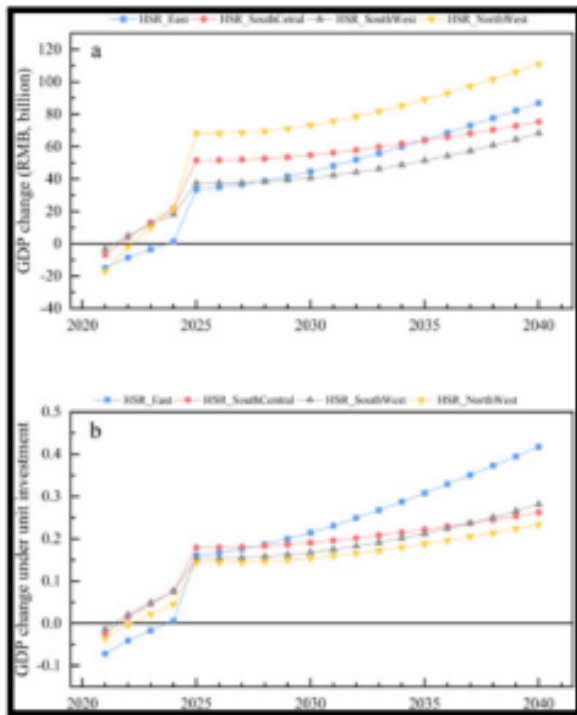 HSR_East HSR_SouthCetral HSR_SouthWest HSR_NorthWest
a
GDP change (RMB, billion)
120
100
80
60
40
20
0
-20
-40
2020 2025 2030 2035 2040
HSR_East HSR_SouthCentral HSR_SouthWest HSR_NorthWest
b
GDP change under unit investment
0.5
0.4
0.3
0.2
0.1
0.0
-0.1
2020 2025 2030 2035 2040